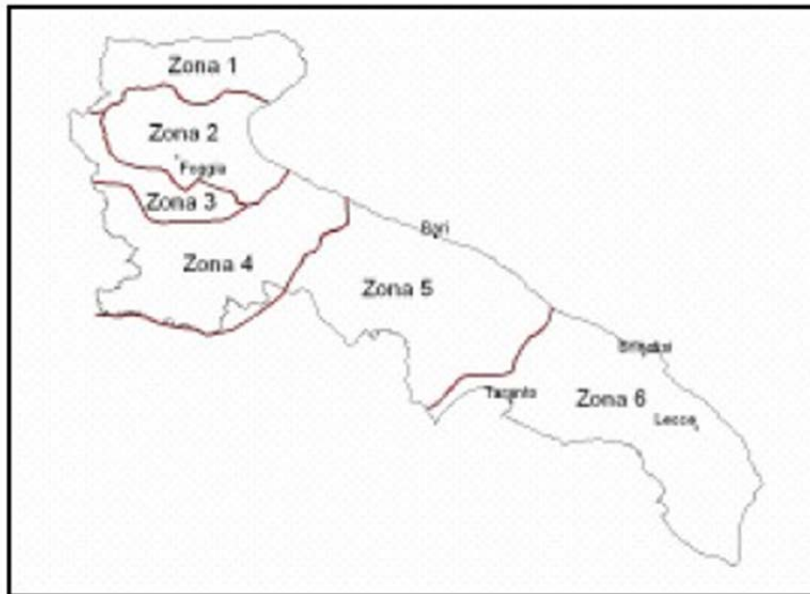 Zona 1
Zona 2
Foggia
Zona 3
Bari
Zona 4
Zona 5
Brindisi
Taranto
Zona 6
Lecce